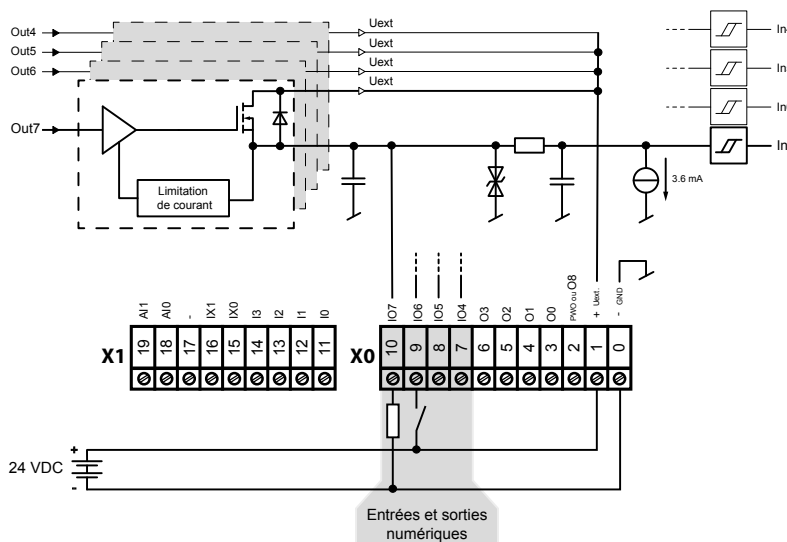 Out4
Uext
Out5
Uext
Out6
Uext
Uext
Out7
Limitation
de courant
3.6 mA
In
In
In
In
AI1
AI0
-
IX1
IX0
I3
I2
I1
I0
IO7
IO6
IO5
IO4
O3
O2
O1
O0
PWO ou O8
+ Uext.
- GND
X1
19
18
17
16
15
14
13
12
11
X0
10
9
8
7
6
5
4
3
2
1
0
+
24 VDC
-
Entrées et sorties
numériques